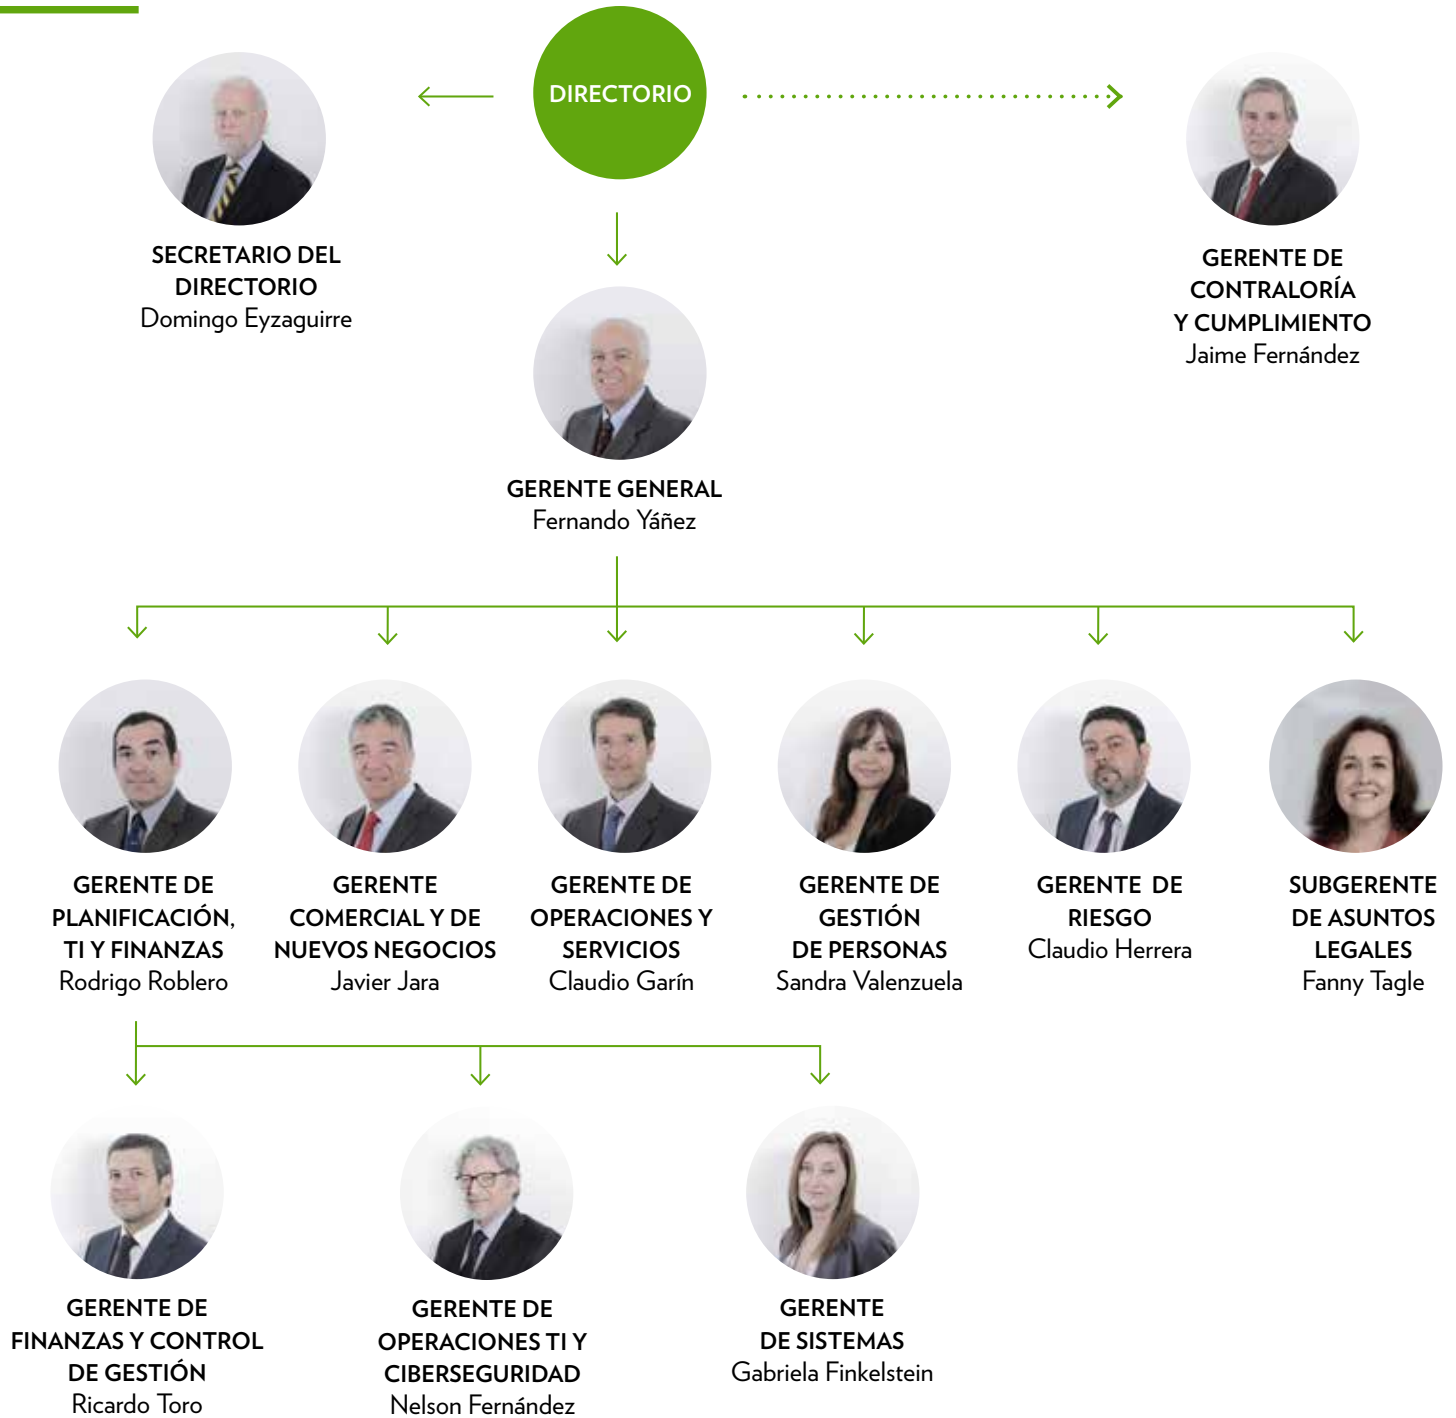 DIRECTORIO
SECRETARIO DEL
DIRECTORIO
Domingo Eyzaguirre
GERENTE DE
CONTRALORÍA
Y CUMPLIMIENTO
Jaime Fernández
GERENTE GENERAL
Fernando Yáñez
GERENTE DE
PLANIFICACIÓN,
TI Y FINANZAS
Rodrigo Roblero
GERENTE
COMERCIAL Y DE
NUEVOS NEGOCIOS
Javier Jara
GERENTE DE
OPERACIONES Y
SERVICIOS
Claudio Garín
GERENTE DE
GESTIÓN
DE PERSONAS
Sandra Valenzuela
GERENTE DE
RIESGO
Claudio Herrera
SUBGERENTE
DE ASUNTOS
LEGALES
Fanny Tagle
GERENTE DE
FINANZAS Y CONTROL
DE GESTIÓN
Ricardo Toro
GERENTE DE
OPERACIONES TI Y
CIBERSEGURIDAD
Nelson Fernández
GERENTE
DE SISTEMAS
Gabriela Finkelstein